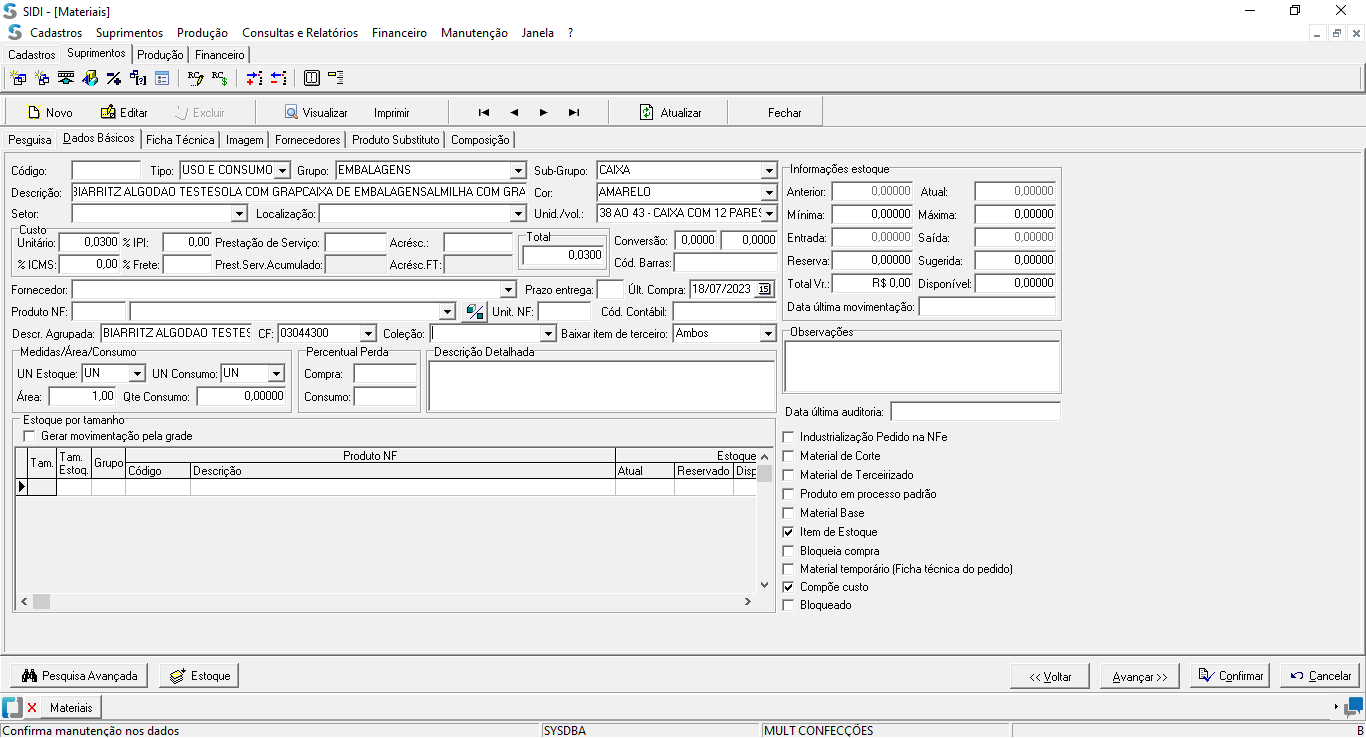 SIDI - [Materiais]
Cadastros Suprimentos Produção Consultas e Relatórios Financeiro Manutenção Janela ?
Cadastros Suprimentos Produção Financeiro
Novo Editar Excluir Visualizar Imprimir Atualizar Fechar
Pesquisa Dados Básicos Ficha Técnica Imagem Fornecedores Produto Substituto Composição
Código: Tipo: USO E CONSUMO Grupo: EMBALAGENS Sub-Grupo: CAIXA Informações estoque
Descrição: BIARRITZ ALGODAO TESTESOLA COM GRAPCAIXA DE EMBALAGENSALMILHA COM GRA Cor: AMARELO Anterior: 0,00000 Atual: 0,00000
Setor: Localização: Unid./vol.: 38 AO 43 - CAIXA COM 12 PARES Mínima: 0,00000 Máxima: 0,00000
Custo Total
Unitário: 0,0300 % IPI: 0,00 Prestação de Serviço: Acrésc.: 0,0300 Conversão: 0,0000 0,0000 Entrada: 0,00000 Saída: 0,00000
% ICMS: 0,00 % Frete: Prest.Serv.Acumulado: Acrésc.FT: Cód. Barras: Reserva: 0,00000 Sugerida: 0,00000
Fornecedor: Prazo entrega: Últ. Compra: 18/07/2023 15 Total Vr.: R$ 0,00 Disponível: 0,00000
Produto NF: Unit. NF: Cód. Contábil: Data última movimentação:
Descr. Agrupada: BIARRITZ ALGODAO TESTES CF: 03044300 Coleção: Baixar item de terceiro: Ambos Observações
Medidas/Área/Consumo Percentual Perda Descrição Detalhada
UN Estoque: UN UN Consumo: UN Compra:
Área: 1,00 Qte Consumo: 0,00000 Consumo:
Data última auditoria:
Estoque por tamanho
Gerar movimentação pela grade
Tam. Tam. Estoq. Grupo Produto NF Estoque
Código Descrição Atual Reservado Disp
Industrialização Pedido na NFe
Material de Corte
Material de Terceirizado
Produto em processo padrão
Material Base
Item de Estoque
Bloqueia compra
Material temporário (Ficha técnica do pedido)
Compõe custo
Bloqueado
Pesquisa Avançada Estoque << Voltar Avançar >> Confirmar Cancelar
Materiais
Confirma manutenção nos dados SYSDBA MULT CONFECÇÕES B